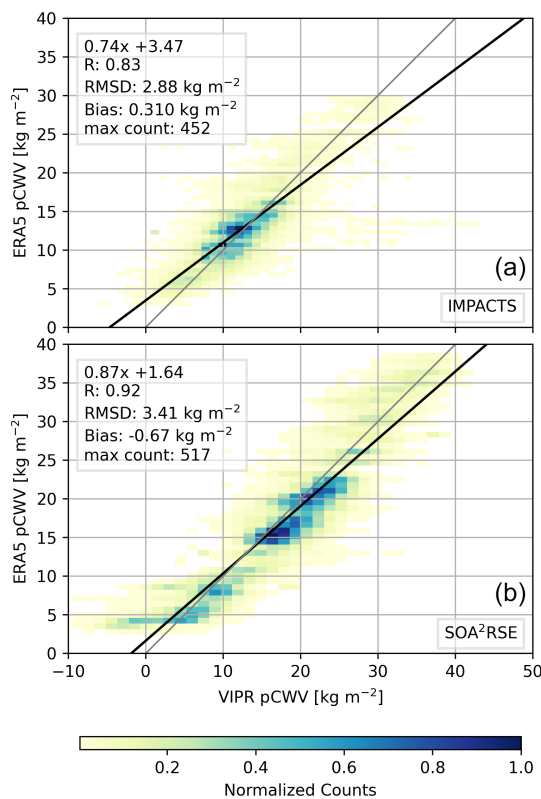 40
35
30
25
20
15
10
5
0
ERA5 pCWV [kg m⁻²]
0.74x +3.47
R: 0.83
RMSD: 2.88 kg m⁻²
Bias: 0.310 kg m⁻²
max count: 452
(a)
IMPACTS
40
35
30
25
20
15
10
5
0
ERA5 pCWV [kg m⁻²]
0.87x +1.64
R: 0.92
RMSD: 3.41 kg m⁻²
Bias: -0.67 kg m⁻²
max count: 517
(b)
SOA²RSE
−10 0 10 20 30 40 50
VIPR pCWV [kg m⁻²]
0.2 0.4 0.6 0.8 1.0
Normalized Counts